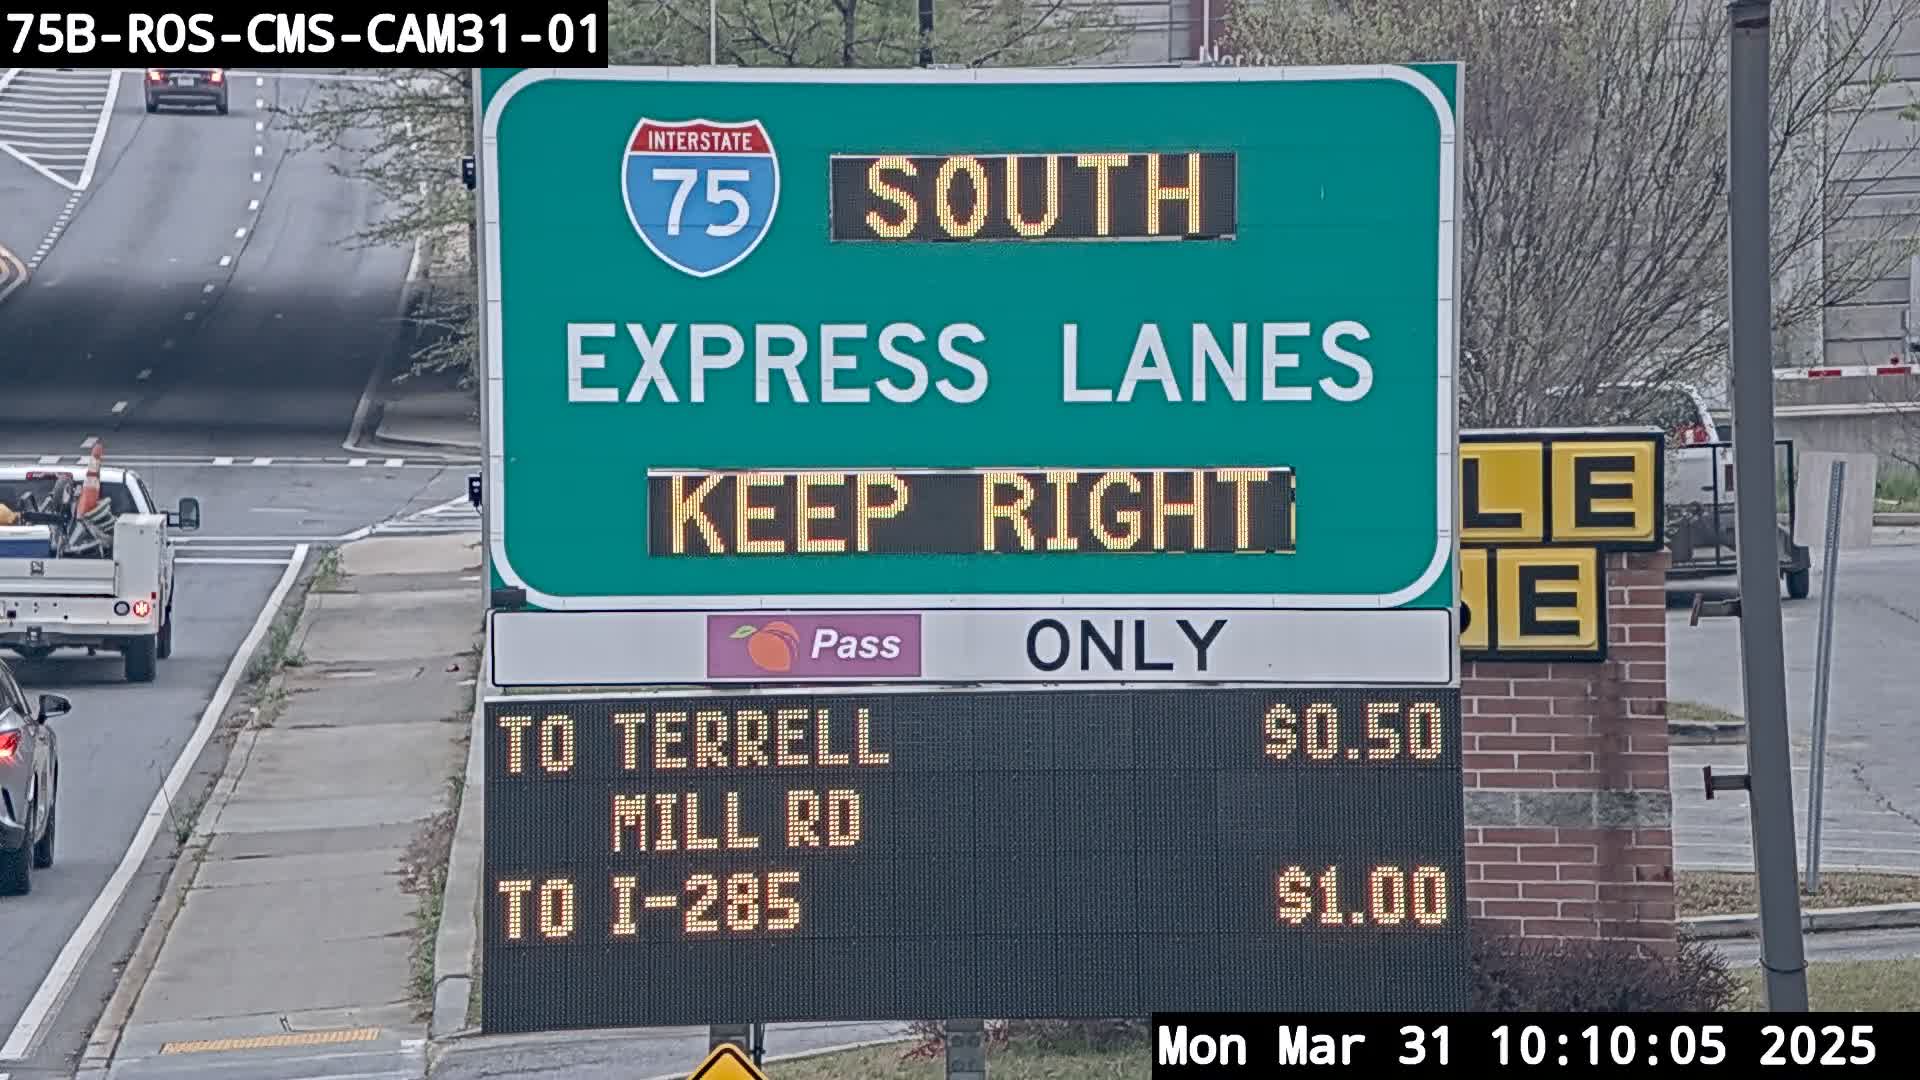 75B-ROS-CMS-CAM31-01
INTERSTATE
75
SOUTH
EXPRESS LANES
KEEP RIGHT
Pass ONLY
TO TERRELL $0.50
MILL RD
TO I-285 $1.00
LE
E
Mon Mar 31 10:10:05 2025